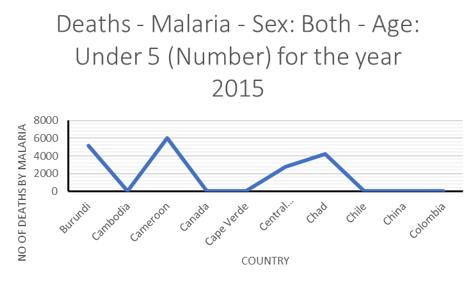 Deaths - Malaria - Sex: Both - Age:
Under 5 (Number) for the year
2015
NO OF DEATHS BY MALARIA
8000
6000
4000
2000
0
Burundi
Cambodia
Cameroon
Canada
Cape Verde
Central...
Chad
Chile
China
Colombia
COUNTRY